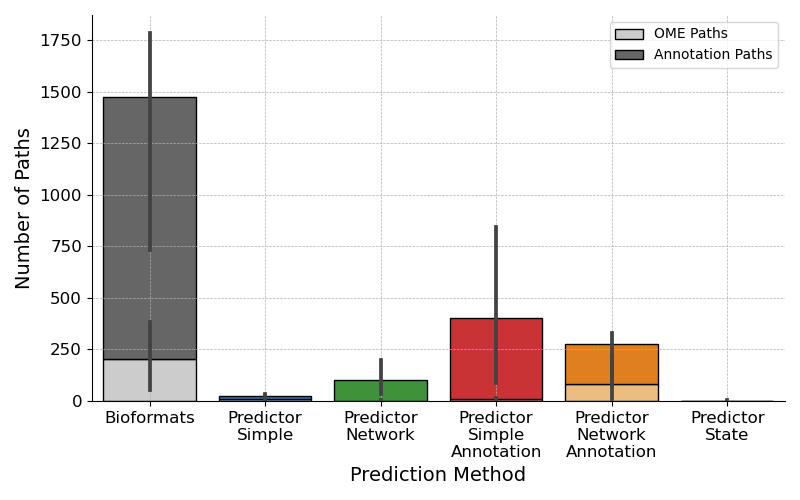 OME Paths
Annotation Paths
Number of Paths
1750
1500
1250
1000
750
500
250
0
Bioformats
Predictor
Simple
Predictor
Network
Predictor
Simple
Annotation
Predictor
Network
Annotation
Predictor
State
Prediction Method